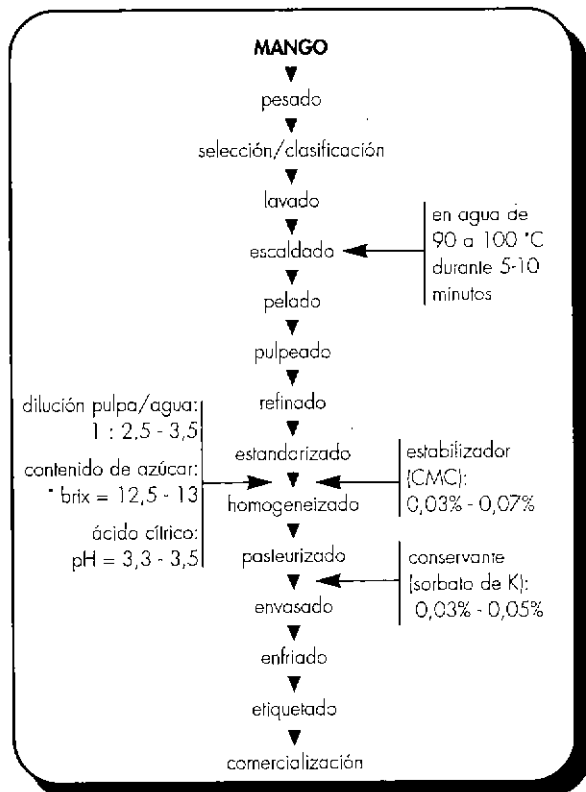 MANGO
pesado
selección/clasificación
lavado
escaldado
en agua de
90 a 100 °C
durante 5-10
minutos
pelado
pulpeado
refinado
dilución pulpa/agua:
1 : 2,5 - 3,5
contenido de azúcar:
° brix = 12,5 - 13
ácido cítrico:
pH = 3,3 - 3,5
estandarizado
estabilizador
(CMC):
0,03% - 0,07%
homogeneizado
pasteurizado
conservante
(sorbato de K):
0,03% - 0,05%
envasado
enfriado
etiquetado
comercialización